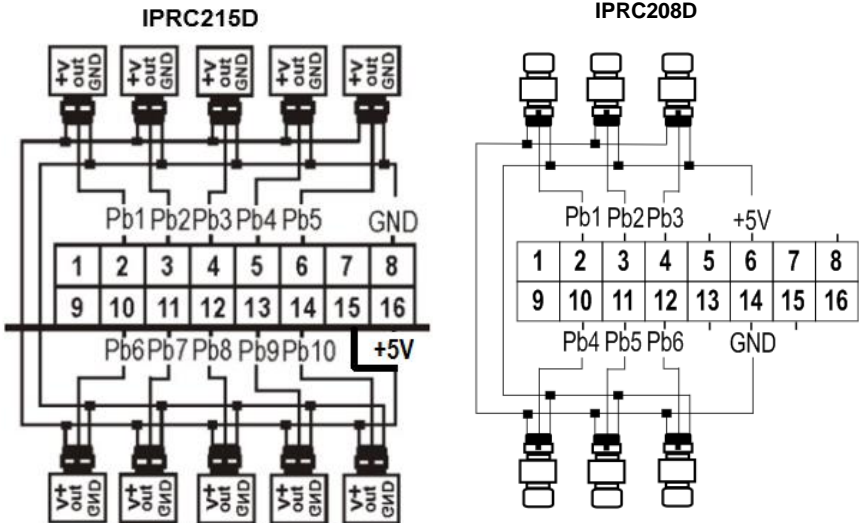 IPRC215D
+V out GND +V out GND +V out GND +V out GND +V out GND
Pb1 Pb2 Pb3 Pb4 Pb5 GND
1 2 3 4 5 6 7 8
9 10 11 12 13 14 15 16
Pb6 Pb7 Pb8 Pb9 Pb10 +5V
V+ out GND V+ out GND V+ out GND V+ out GND V+ out GND
IPRC208D
Pb1 Pb2 Pb3 +5V
1 2 3 4 5 6 7 8
9 10 11 12 13 14 15 16
Pb4 Pb5 Pb6 GND